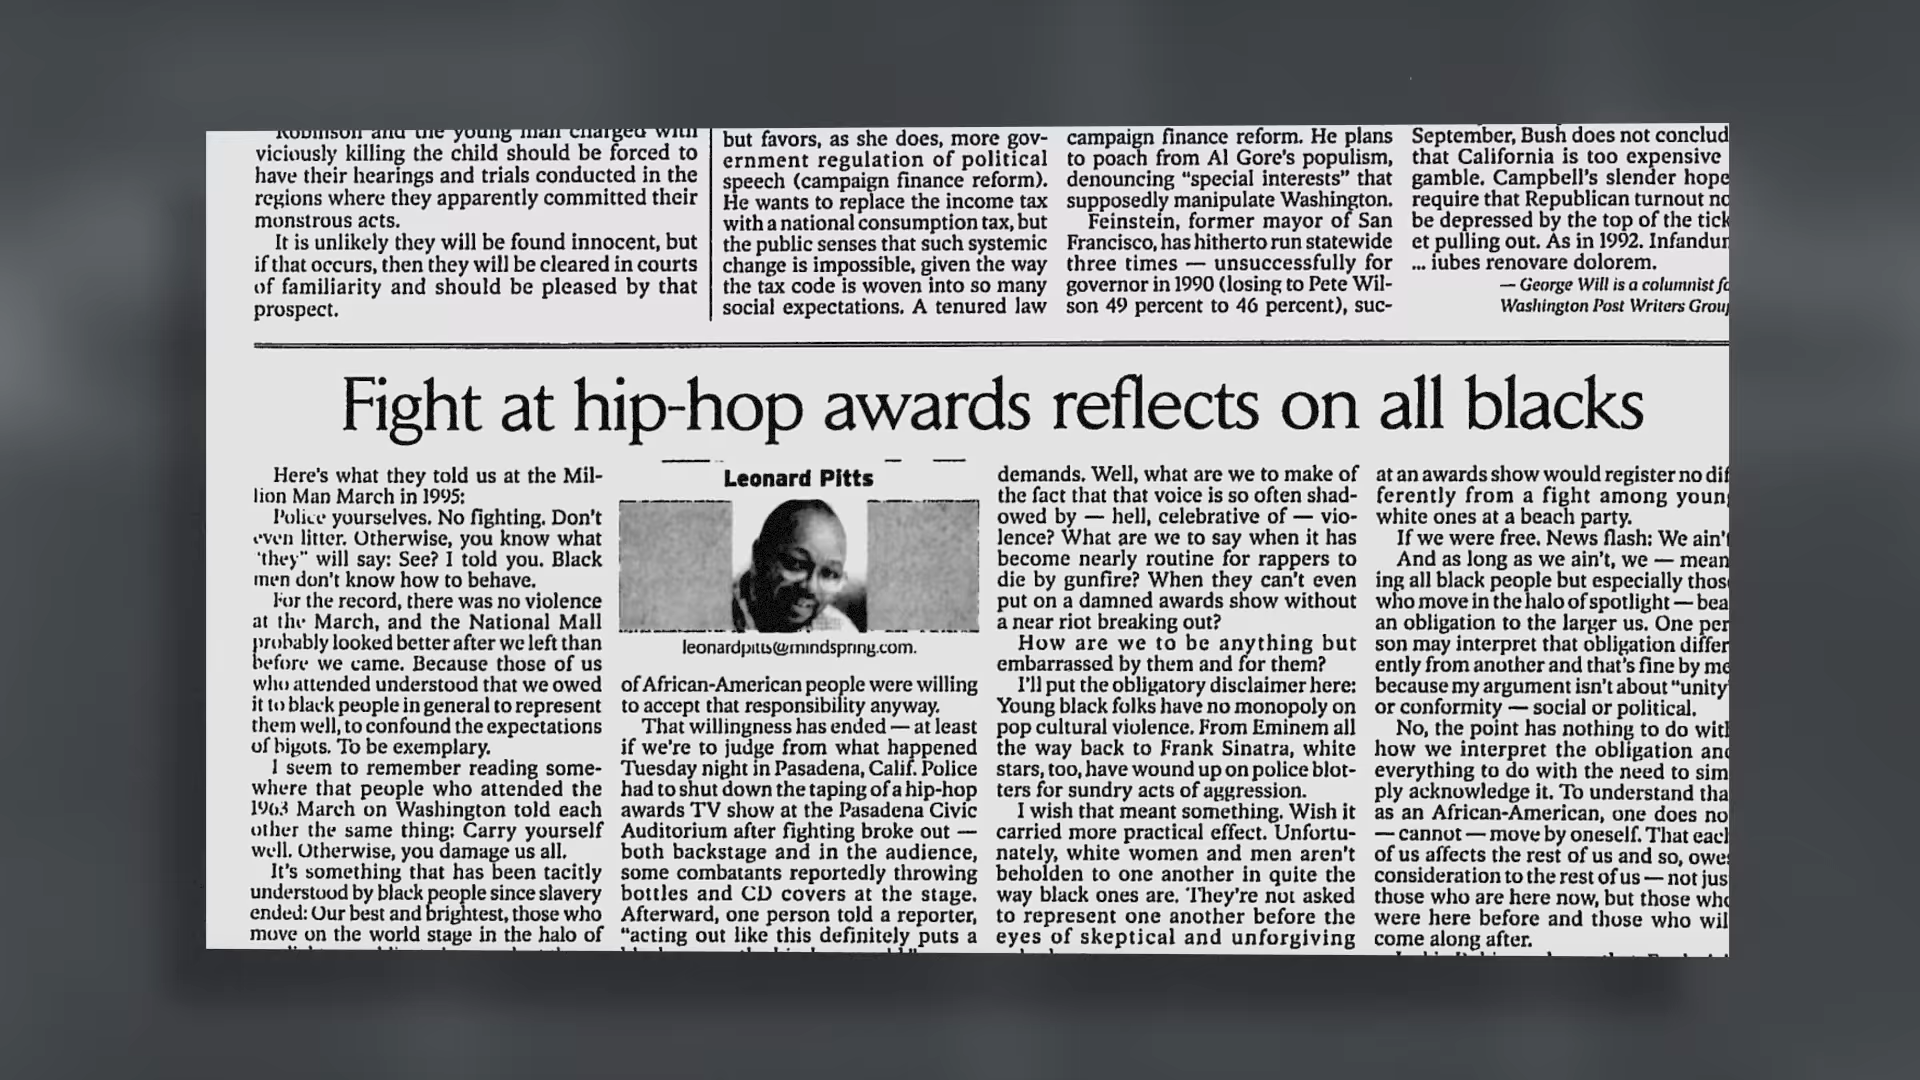 viciously killing the child should be forced to
have their hearings and trials conducted in the
regions where they apparently committed their
monstrous acts.
It is unlikely they will be found innocent, but
if that occurs, then they will be cleared in courts
of familiarity and should be pleased by that
prospect.
but favors, as she does, more gov-
ernment regulation of political
speech (campaign finance reform).
He wants to replace the income tax
with a national consumption tax, but
the public senses that such systemic
change is impossible, given the way
the tax code is woven into so many
social expectations. A tenured law
campaign finance reform. He plans
to poach from Al Gore's populism,
denouncing “special interests” that
supposedly manipulate Washington.
Feinstein, former mayor of San
Francisco, has hitherto run statewide
three times — unsuccessfully for
governor in 1990 (losing to Pete Wil-
son 49 percent to 46 percent), suc-
September, Bush does not conclud
that California is too expensive
gamble. Campbell's slender hope
require that Republican turnout no
be depressed by the top of the tick
et pulling out. As in 1992. Infandum
... iubes renovare dolorem.
— George Will is a columnist fo
Washington Post Writers Group
Fight at hip-hop awards reflects on all blacks
Here's what they told us at the Mil-
lion Man March in 1995:
Police yourselves. No fighting. Don't
even litter. Otherwise, you know what
"they" will say: See? I told you. Black
men don't know how to behave.
For the record, there was no violence
at the March, and the National Mall
probably looked better after we left than
before we came. Because those of us
who attended understood that we owed
it to black people in general to represent
them well, to confound the expectations
of bigots. To be exemplary.
I seem to remember reading some-
where that people who attended the
1963 March on Washington told each
other the same thing: Carry yourself
well. Otherwise, you damage us all.
It's something that has been tacitly
understood by black people since slavery
ended: Our best and brightest, those who
move on the world stage in the halo of
Leonard Pitts
leonardpitts@mindspring.com.
of African-American people were willing
to accept that responsibility anyway.
That willingness has ended — at least
if we're to judge from what happened
Tuesday night in Pasadena, Calif. Police
had to shut down the taping of a hip-hop
awards TV show at the Pasadena Civic
Auditorium after fighting broke out —
both backstage and in the audience,
some combatants reportedly throwing
bottles and CD covers at the stage.
Afterward, one person told a reporter,
“acting out like this definitely puts a
demands. Well, what are we to make of
the fact that that voice is so often shad-
owed by — hell, celebrative of — vio-
lence? What are we to say when it has
become nearly routine for rappers to
die by gunfire? When they can't even
put on a damned awards show without
a near riot breaking out?
How are we to be anything but
embarrassed by them and for them?
I'll put the obligatory disclaimer here:
Young black folks have no monopoly on
pop cultural violence. From Eminem all
the way back to Frank Sinatra, white
stars, too, have wound up on police blot-
ters for sundry acts of aggression.
I wish that meant something. Wish it
carried more practical effect. Unfortu-
nately, white women and men aren't
beholden to one another in quite the
way black ones are. They're not asked
to represent one another before the
eyes of skeptical and unforgiving
at an awards show would register no dif
ferently from a fight among young
white ones at a beach party.
If we were free. News flash: We ain't
And as long as we ain't, we — mean
ing all black people but especially those
who move in the halo of spotlight — bea
an obligation to the larger us. One per
son may interpret that obligation differ
ently from another and that's fine by me
because my argument isn't about “unity”
or conformity — social or political.
No, the point has nothing to do with
how we interpret the obligation and
everything to do with the need to sim
ply acknowledge it. To understand tha
as an African-American, one does no
— cannot — move by oneself. That each
of us affects the rest of us and so, owes
consideration to the rest of us — not jus
those who are here now, but those who
were here before and those who wil
come along after.